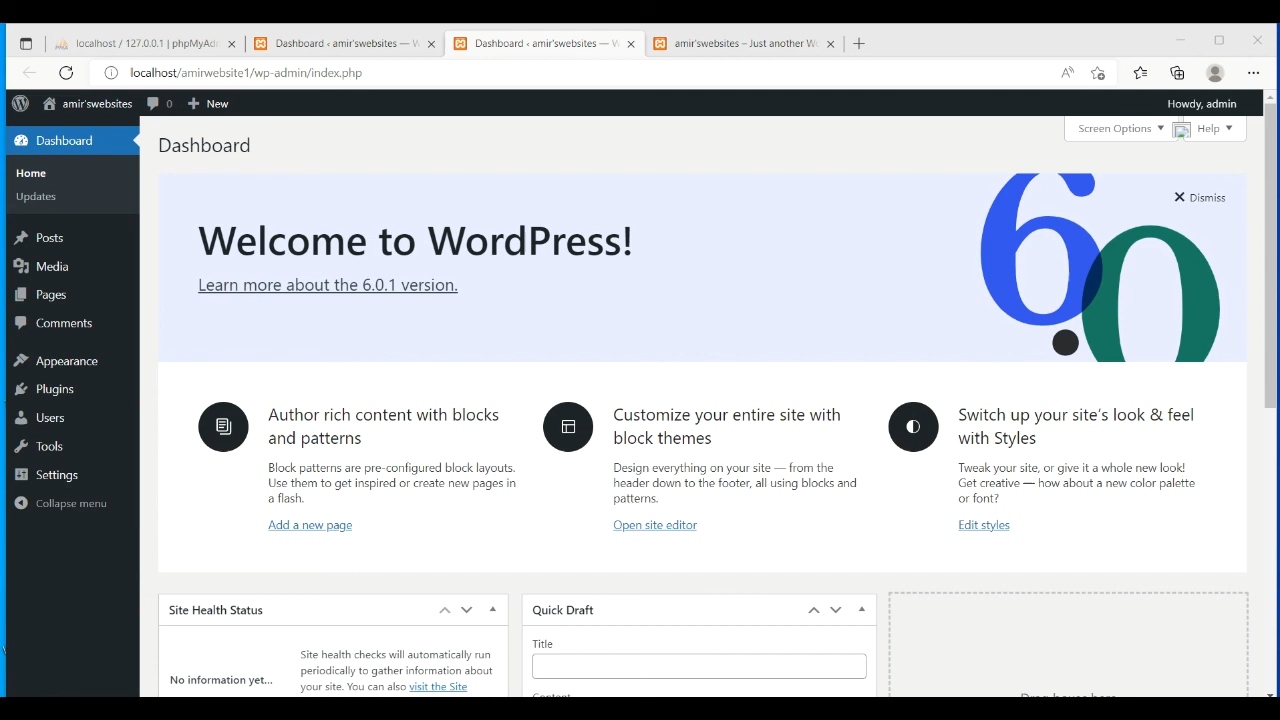 localhost / 127.0.0.1 | phpMyAd
Dashboard ‹ amir'swebsites — W
Dashboard ‹ amir'swebsites — W
amir'swebsites – Just another Wo
localhost/amirwebsite1/wp-admin/index.php
amir'swebsites
0
New
Howdy, admin
Dashboard
Home
Updates
Posts
Media
Pages
Comments
Appearance
Plugins
Users
Tools
Settings
Collapse menu
Screen Options
Help
Dashboard
Welcome to WordPress!
Learn more about the 6.0.1 version.
6.0
Dismiss
Author rich content with blocks
and patterns
Block patterns are pre-configured block layouts.
Use them to get inspired or create new pages in
a flash.
Add a new page
Customize your entire site with
block themes
Design everything on your site — from the
header down to the footer, all using blocks and
patterns.
Open site editor
Switch up your site's look & feel
with Styles
Tweak your site, or give it a whole new look!
Get creative — how about a new color palette
or font?
Edit styles
Site Health Status
No information yet...
Site health checks will automatically run
periodically to gather information about
your site. You can also visit the Site
Quick Draft
Title
Content
Drag boxes here